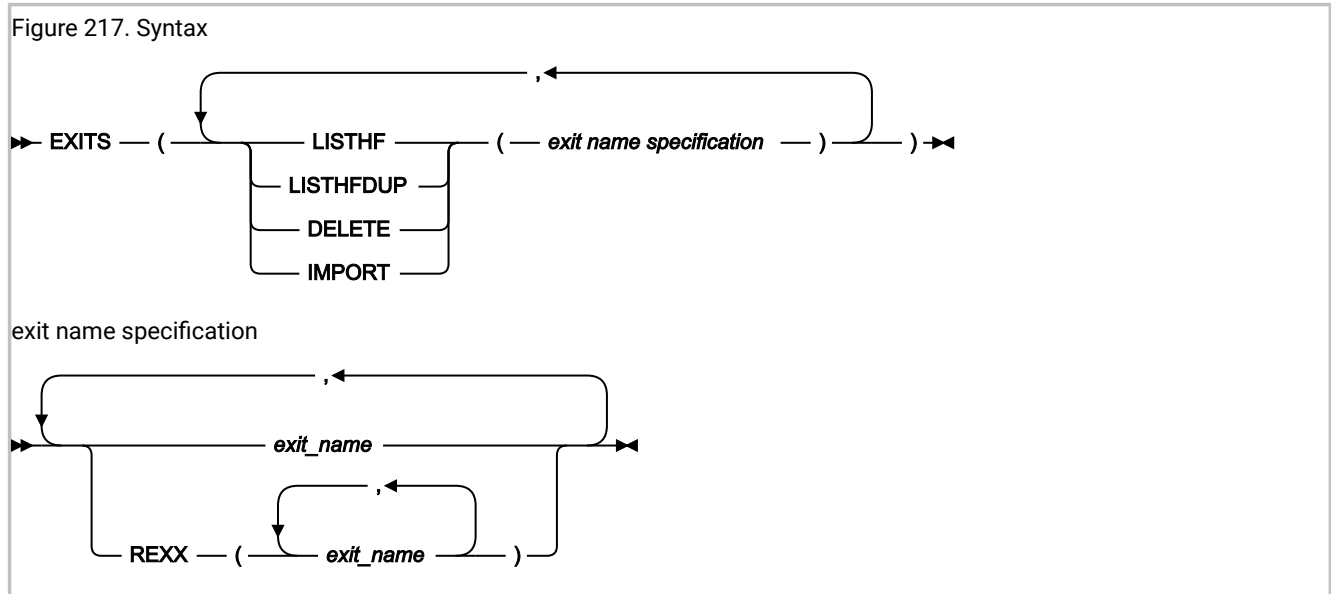 Figure 217. Syntax
,
EXITS ( LISTHF ( exit name specification ) )
LISTHFDUP
DELETE
IMPORT
exit name specification
,
exit_name
,
REXX ( exit_name )